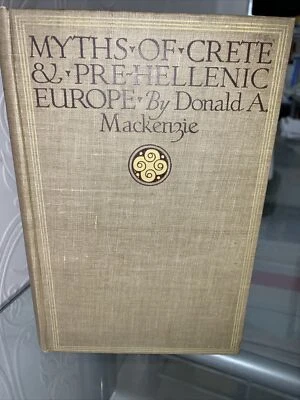 MYTHS·OF·CRETE
&·PRE-HELLENIC
EUROPE·By Donald A.
Mackenzie